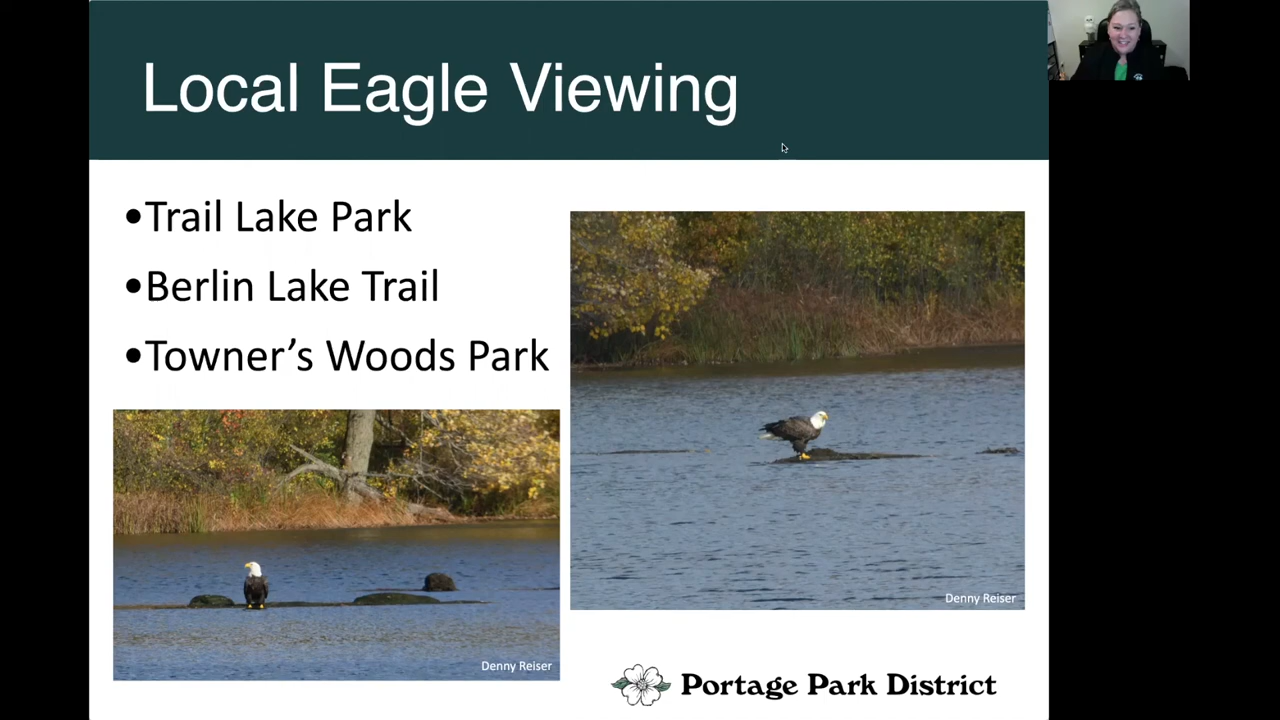 Local Eagle Viewing
•Trail Lake Park
•Berlin Lake Trail
•Towner’s Woods Park
Denny Reiser
Denny Reiser
Portage Park District